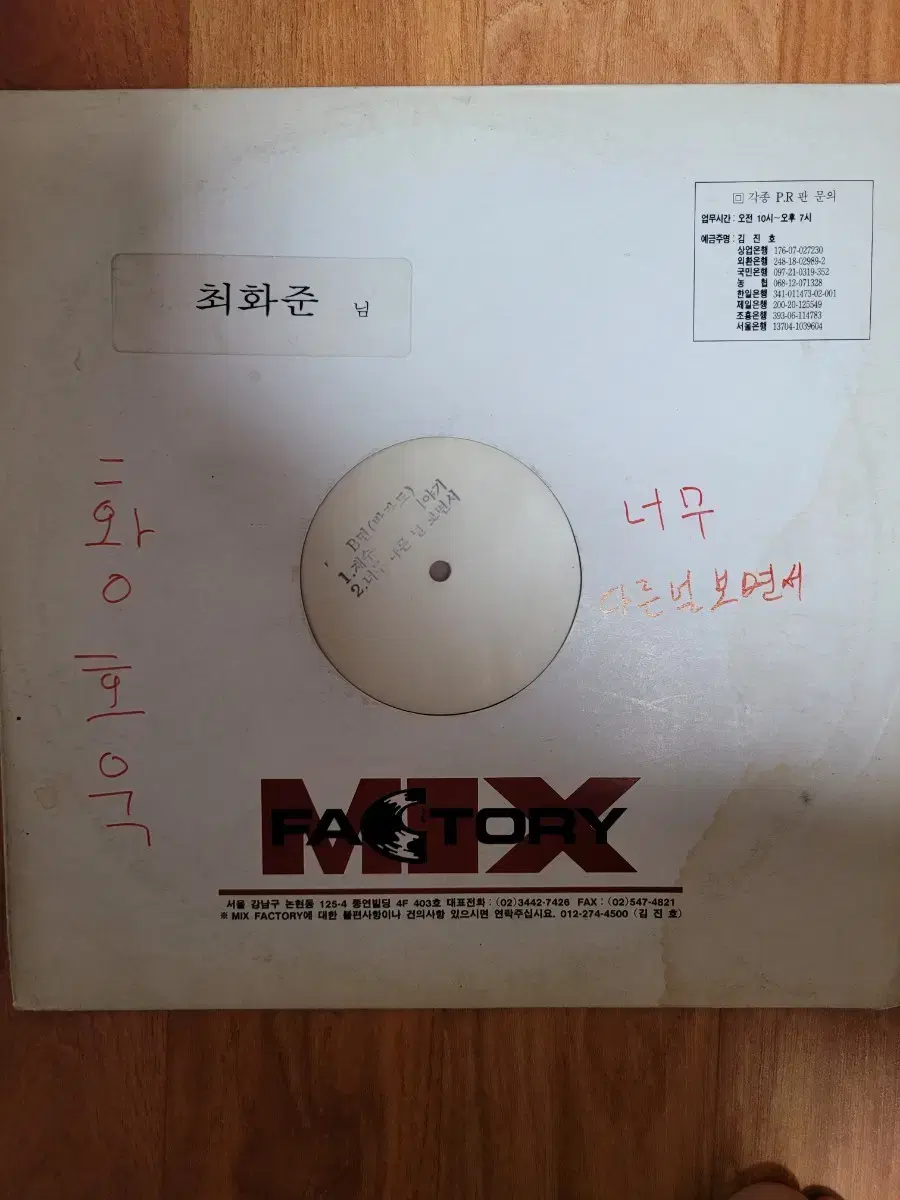 回 각종 P.R 판 문의
업무시간 : 오전 10시~오후 7시
예금주명 : 김 진 호
상업은행 176-07-027230
외환은행 248-18-02989-2
국민은행 097-21-0319-352
농 협 068-12-071328
한일은행 341-011473-02-001
제일은행 200-20-125549
조흥은행 393-06-114783
서울은행 13704-1039604
최화준 님
황
호
욱
B면
1.
2.너무 다른 널 보면서
너무
다른 널 보면서
MIX
FACTORY
서울 강남구 논현동 125-4 종연빌딩 4F 403호 대표전화 : (02)3442-7426 FAX : (02)547-4821
※ MIX FACTORY에 대한 불편사항이나 건의사항 있으시면 연락주십시요. 012-274-4500 (김 진 호)